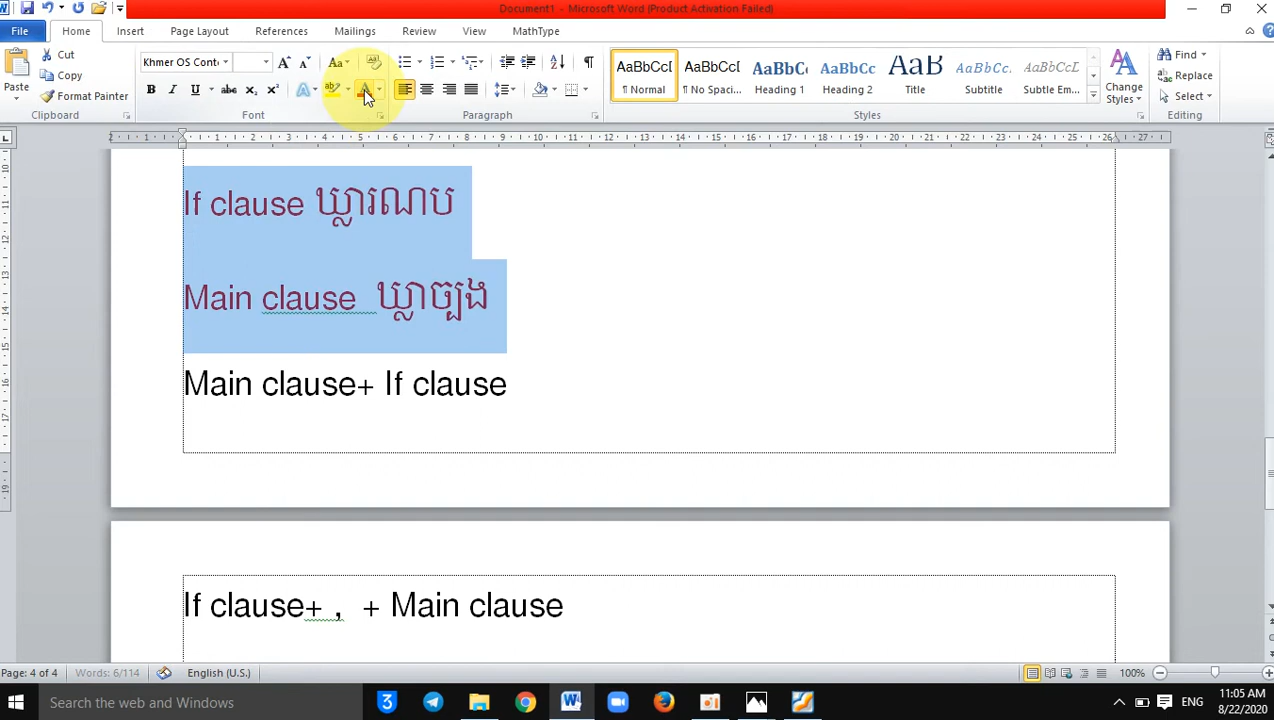 Document1 - Microsoft Word (Product Activation Failed)
File Home Insert Page Layout References Mailings Review View MathType
Cut
Copy
Format Painter
Paste
Clipboard
Khmer OS Cont
Font
Paragraph
AaBbCcI AaBbCcI AaBbC AaBbCc AaB AaBbCcI AaBbCcI
¶ Normal ¶ No Spaci... Heading 1 Heading 2 Title Subtitle Subtle Em...
Change Styles
Styles
Find
Replace
Select
Editing
If clause ឃ្លារណប
Main clause ឃ្លាច្បង
Main clause+ If clause
If clause+ , + Main clause
Page: 4 of 4 Words: 6/114 English (U.S.) 100%
Search the web and Windows
ENG
11:05 AM
8/22/2020